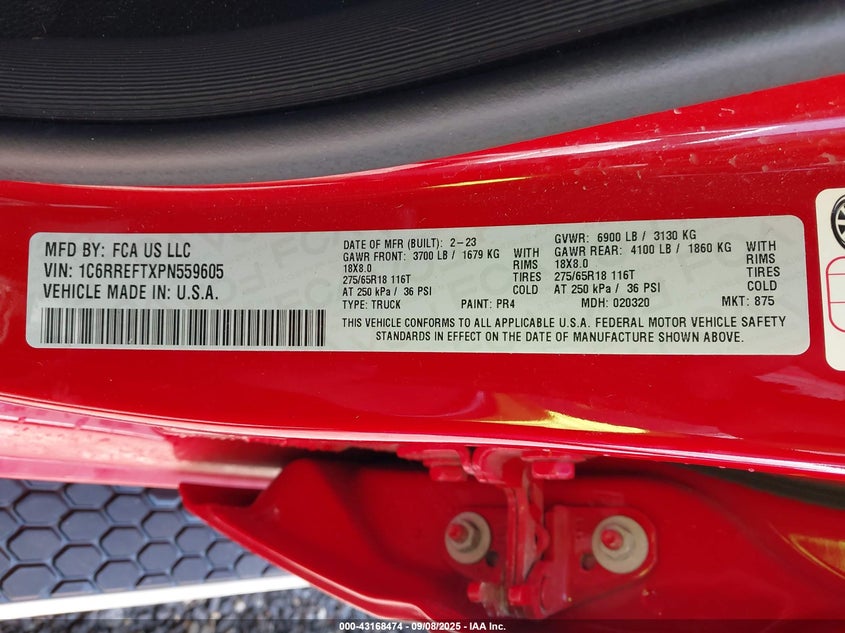 MFD BY: FCA US LLC
VIN: 1C6RREFTXPN559605
VEHICLE MADE IN: U.S.A.
DATE OF MFR (BUILT): 2-23
GAWR FRONT: 3700 LB / 1679 KG WITH
18X8.0 RIMS
275/65R18 116T TIRES
AT 250 kPa / 36 PSI COLD
TYPE: TRUCK PAINT: PR4
GVWR: 6900 LB / 3130 KG
GAWR REAR: 4100 LB / 1860 KG WITH
18X8.0 RIMS
275/65R18 116T TIRES
AT 250 kPa / 36 PSI COLD
MDH: 020320 MKT: 875
THIS VEHICLE CONFORMS TO ALL APPLICABLE U.S.A. FEDERAL MOTOR VEHICLE SAFETY
STANDARDS IN EFFECT ON THE DATE OF MANUFACTURE SHOWN ABOVE.
000-43168474 - 09/08/2025 - IAA Inc.